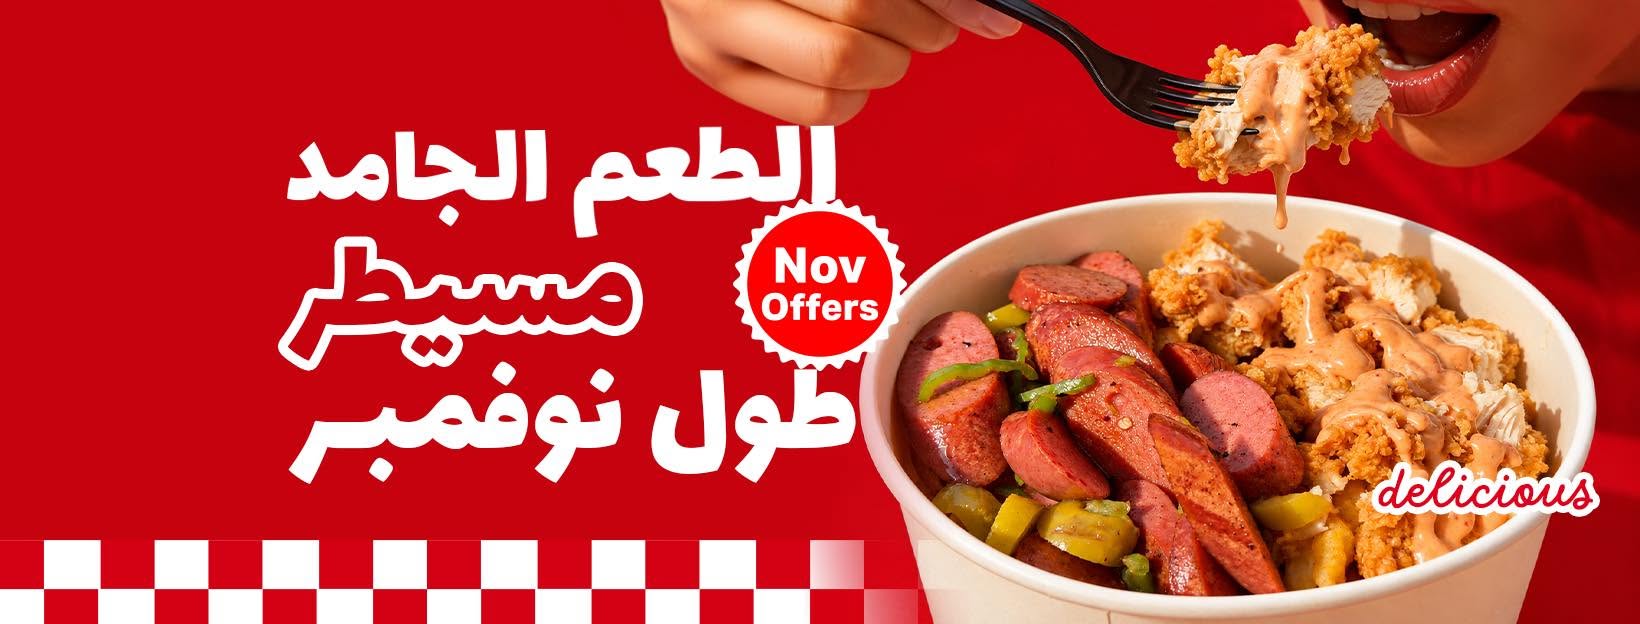 الطعم الجامد
مسيطر
طول نوفمبر
Nov
Offers
delicious